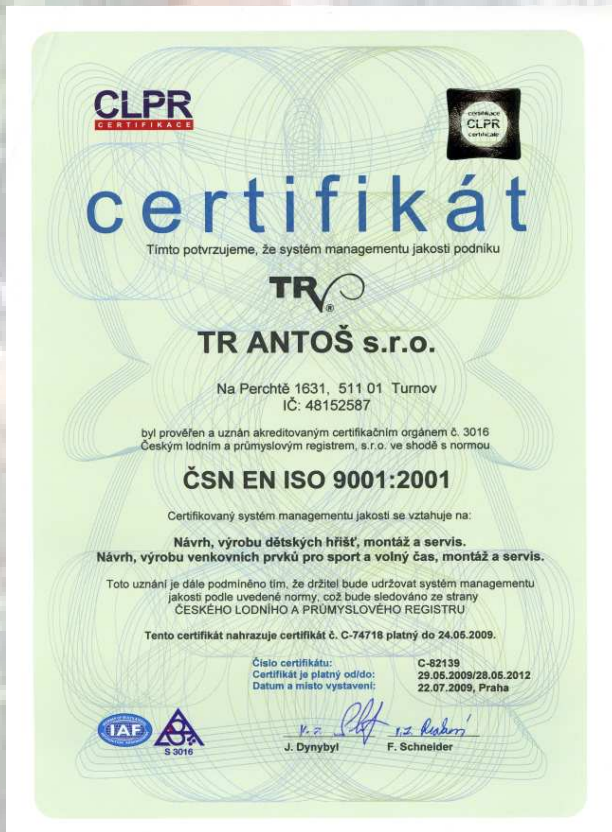 CLPR
CERTIFIKACE
certifikace
CLPR
certificate
certifikát
Tímto potvrzujeme, že systém managementu jakosti podniku
TR
®
TR ANTOŠ s.r.o.
Na Perchtě 1631, 511 01 Turnov
IČ: 48152587
byl prověřen a uznán akreditovaným certifikačním orgánem č. 3016
Českým lodním a průmyslovým registrem, s.r.o. ve shodě s normou
ČSN EN ISO 9001:2001
Certifikovaný systém managementu jakosti se vztahuje na:
Návrh, výrobu dětských hřišť, montáž a servis.
Návrh, výrobu venkovních prvků pro sport a volný čas, montáž a servis.
Toto uznání je dále podmíněno tím, že držitel bude udržovat systém managementu
jakosti podle uvedené normy, což bude sledováno ze strany
ČESKÉHO LODNÍHO A PRŮMYSLOVÉHO REGISTRU
Tento certifikát nahrazuje certifikát č. C-74718 platný do 24.05.2009.
Číslo certifikátu: C-82139
Certifikát je platný od/do: 29.05.2009/28.05.2012
Datum a místo vystavení: 22.07.2009, Praha
IAF
S 3016
J. Dynybyl F. Schneider